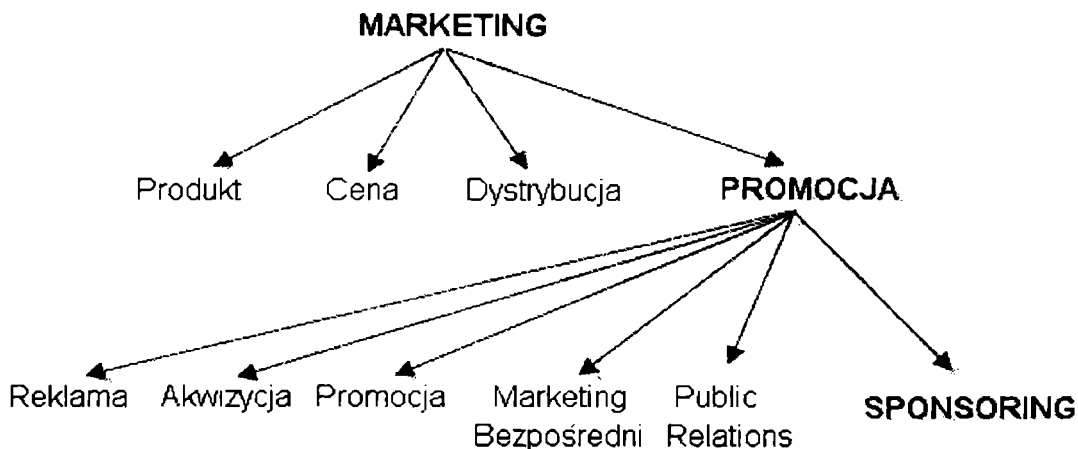 MARKETING
Produkt Cena Dystrybucja PROMOCJA
Reklama Akwizycja Promocja Marketing Public SPONSORING
Bezpośredni Relations